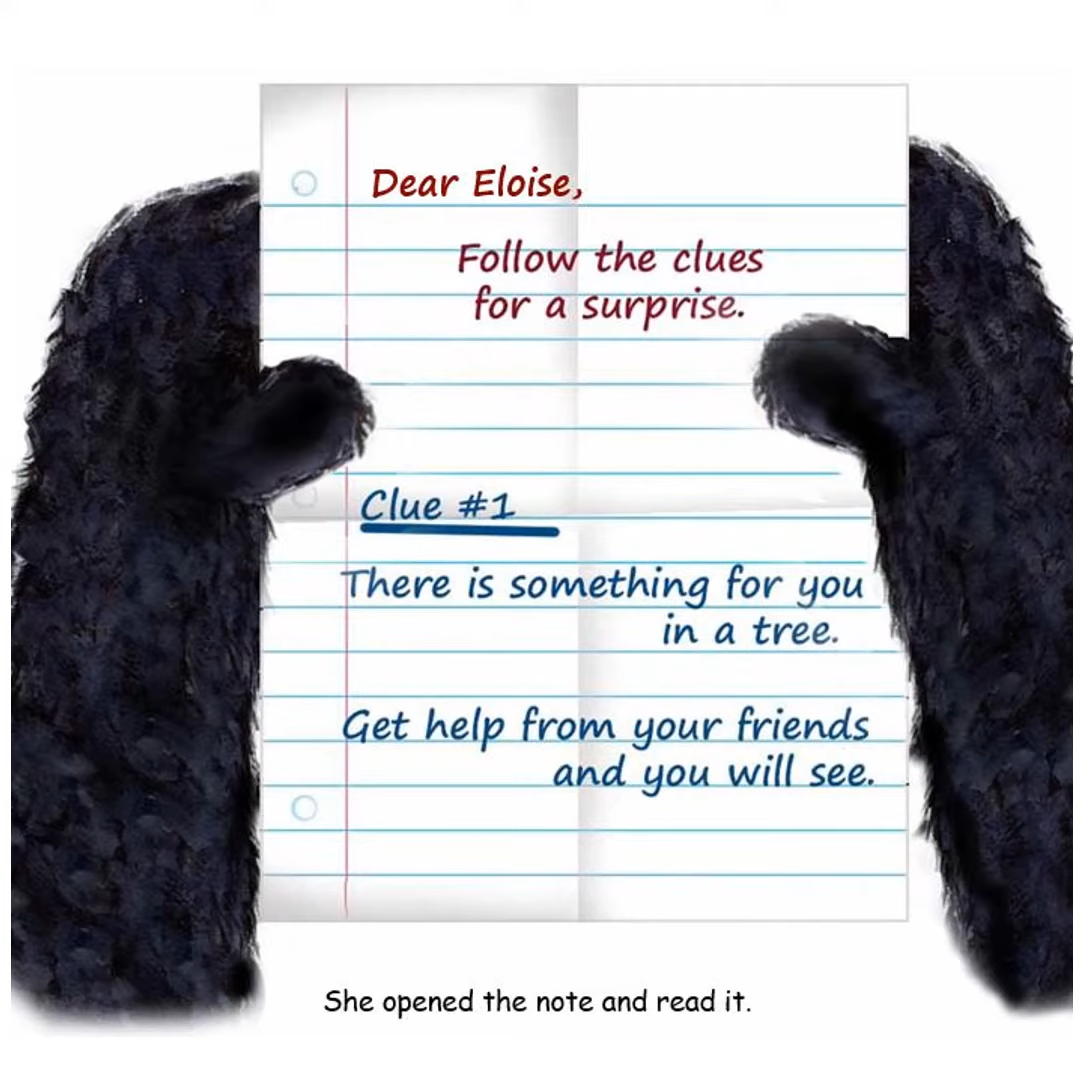 Dear Eloise,
Follow the clues
for a surprise.
Clue #1
There is something for you
in a tree.
Get help from your friends
and you will see.
She opened the note and read it.